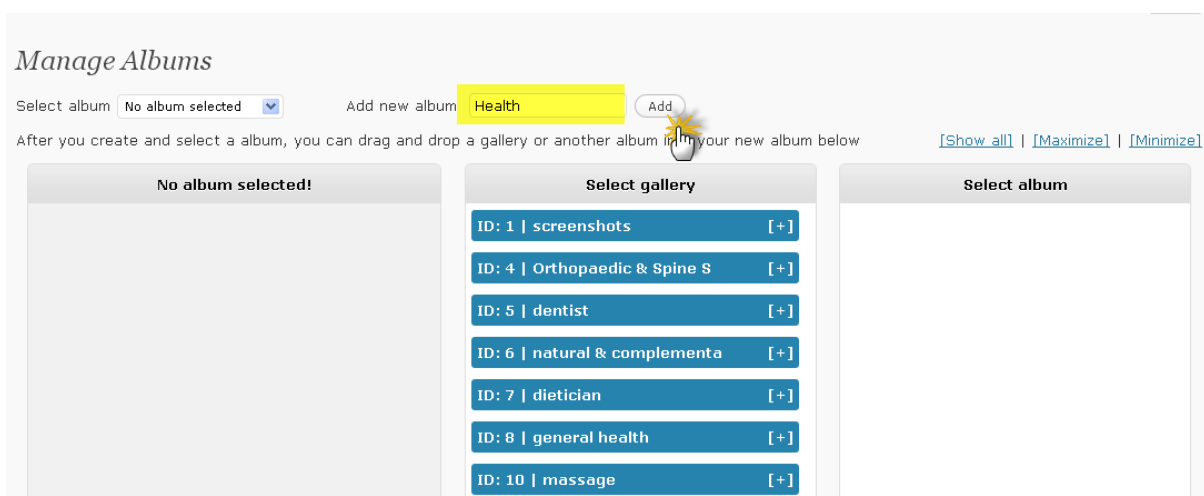 Manage Albums
Select album No album selected Add new album Health Add
After you create and select a album, you can drag and drop a gallery or another album in your new album below [Show all] | [Maximize] | [Minimize]
No album selected! Select gallery Select album
ID: 1 | screenshots [+]
ID: 4 | Orthopaedic & Spine S [+]
ID: 5 | dentist [+]
ID: 6 | natural & complementa [+]
ID: 7 | dietician [+]
ID: 8 | general health [+]
ID: 10 | massage [+]